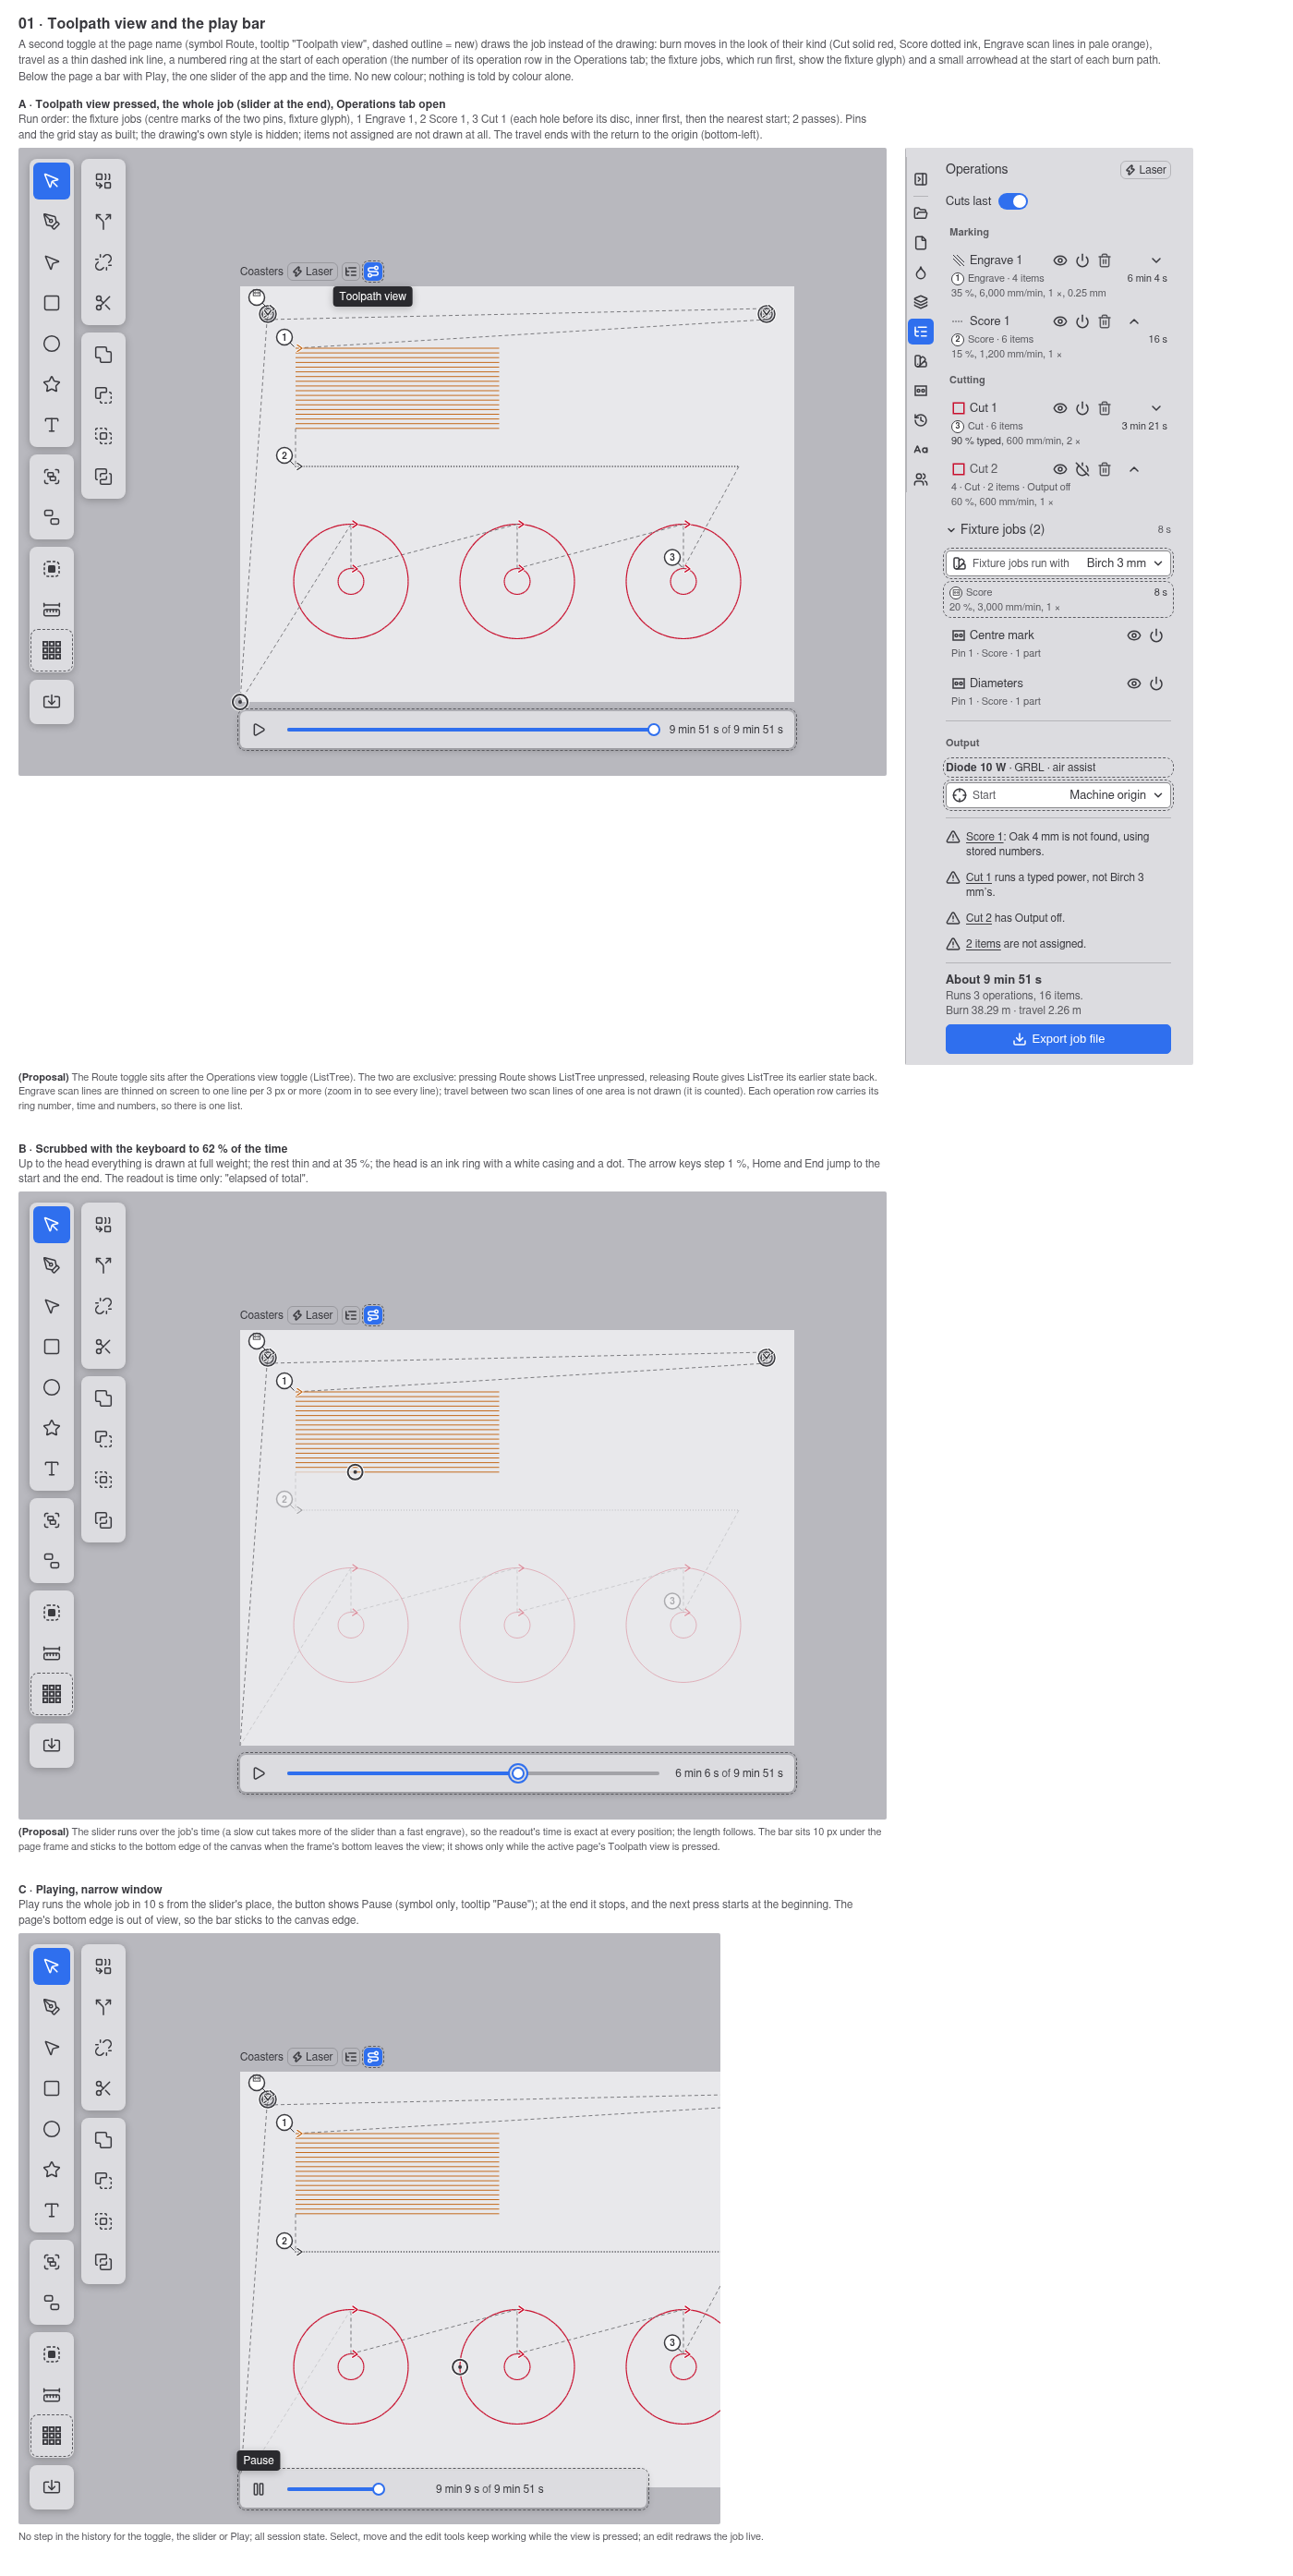 01 · Toolpath view and the play bar
A second toggle at the page name (symbol Route, tooltip "Toolpath view", dashed outline = new) draws the job instead of the drawing: burn moves in the look of their kind (Cut solid red, Score dotted ink, Engrave scan lines in pale orange),
travel as a thin dashed ink line, a numbered ring at the start of each operation (the number of its operation row in the Operations tab; the fixture jobs, which run first, show the fixture glyph) and a small arrowhead at the start of each burn path.
Below the page a bar with Play, the one slider of the app and the time. No new colour; nothing is told by colour alone.
A · Toolpath view pressed, the whole job (slider at the end), Operations tab open
Run order: the fixture jobs (centre marks of the two pins, fixture glyph), 1 Engrave 1, 2 Score 1, 3 Cut 1 (each hole before its disc, inner first, then the nearest start; 2 passes). Pins
and the grid stay as built; the drawing's own style is hidden; items not assigned are not drawn at all. The travel ends with the return to the origin (bottom-left).
Coasters Laser
Toolpath view
1
2
3
9 min 51 s of 9 min 51 s
Operations Laser
Cuts last
Marking
Engrave 1
1 Engrave · 4 items 6 min 4 s
35 %, 6,000 mm/min, 1 ×, 0.25 mm
Score 1
2 Score · 6 items 16 s
15 %, 1,200 mm/min, 1 ×
Cutting
Cut 1
3 Cut · 6 items 3 min 21 s
90 % typed, 600 mm/min, 2 ×
Cut 2
4 · Cut · 2 items · Output off
60 %, 600 mm/min, 1 ×
Fixture jobs (2) 8 s
Fixture jobs run with Birch 3 mm
Score 8 s
20 %, 3,000 mm/min, 1 ×
Centre mark
Pin 1 · Score · 1 part
Diameters
Pin 1 · Score · 1 part
Output
Diode 10 W · GRBL · air assist
Start Machine origin
Score 1: Oak 4 mm is not found, using
stored numbers.
Cut 1 runs a typed power, not Birch 3
mm's.
Cut 2 has Output off.
2 items are not assigned.
About 9 min 51 s
Runs 3 operations, 16 items.
Burn 38.29 m · travel 2.26 m
Export job file
Aa
(Proposal) The Route toggle sits after the Operations view toggle (ListTree). The two are exclusive: pressing Route shows ListTree unpressed, releasing Route gives ListTree its earlier state back.
Engrave scan lines are thinned on screen to one line per 3 px or more (zoom in to see every line); travel between two scan lines of one area is not drawn (it is counted). Each operation row carries its
ring number, time and numbers, so there is one list.
B · Scrubbed with the keyboard to 62 % of the time
Up to the head everything is drawn at full weight; the rest thin and at 35 %; the head is an ink ring with a white casing and a dot. The arrow keys step 1 %, Home and End jump to the
start and the end. The readout is time only: "elapsed of total".
Coasters Laser
1
2
3
6 min 6 s of 9 min 51 s
(Proposal) The slider runs over the job's time (a slow cut takes more of the slider than a fast engrave), so the readout's time is exact at every position; the length follows. The bar sits 10 px under the
page frame and sticks to the bottom edge of the canvas when the frame's bottom leaves the view; it shows only while the active page's Toolpath view is pressed.
C · Playing, narrow window
Play runs the whole job in 10 s from the slider's place, the button shows Pause (symbol only, tooltip "Pause"); at the end it stops, and the next press starts at the beginning. The
page's bottom edge is out of view, so the bar sticks to the canvas edge.
Coasters Laser
1
2
3
Pause
9 min 9 s of 9 min 51 s
No step in the history for the toggle, the slider or Play; all session state. Select, move and the edit tools keep working while the view is pressed; an edit redraws the job live.